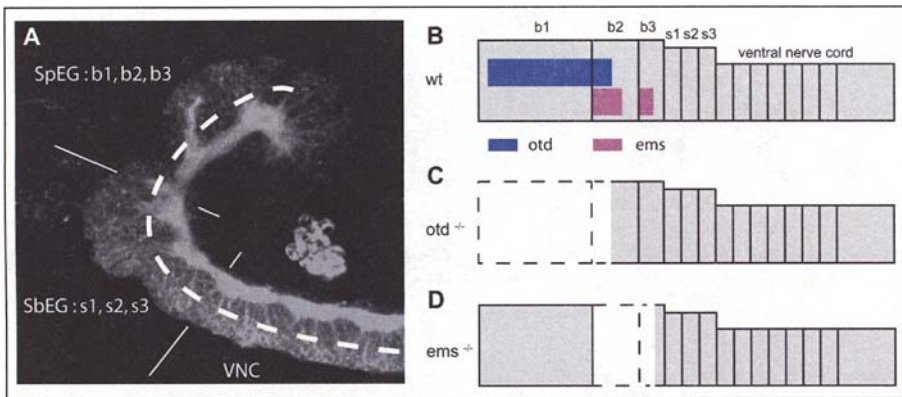 A
SpEG : b1, b2, b3
SbEG : s1, s2, s3
VNC
b1 b2 b3 s1 s2 s3
B
ventral nerve cord
wt
otd ems
C
otd -/-
D
ems -/-